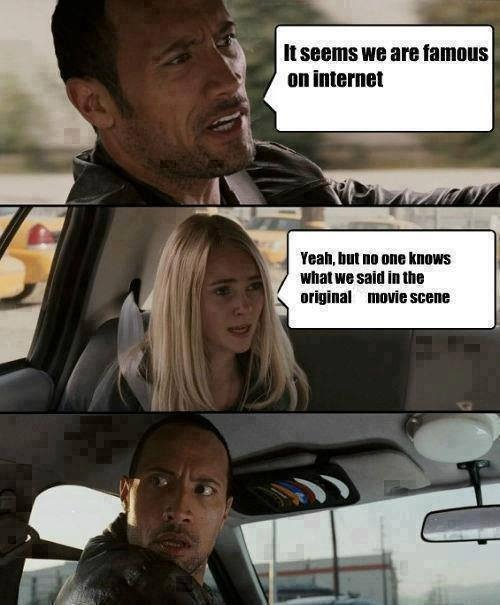 It seems we are famous
on internet
Yeah, but no one knows
what we said in the
original movie scene